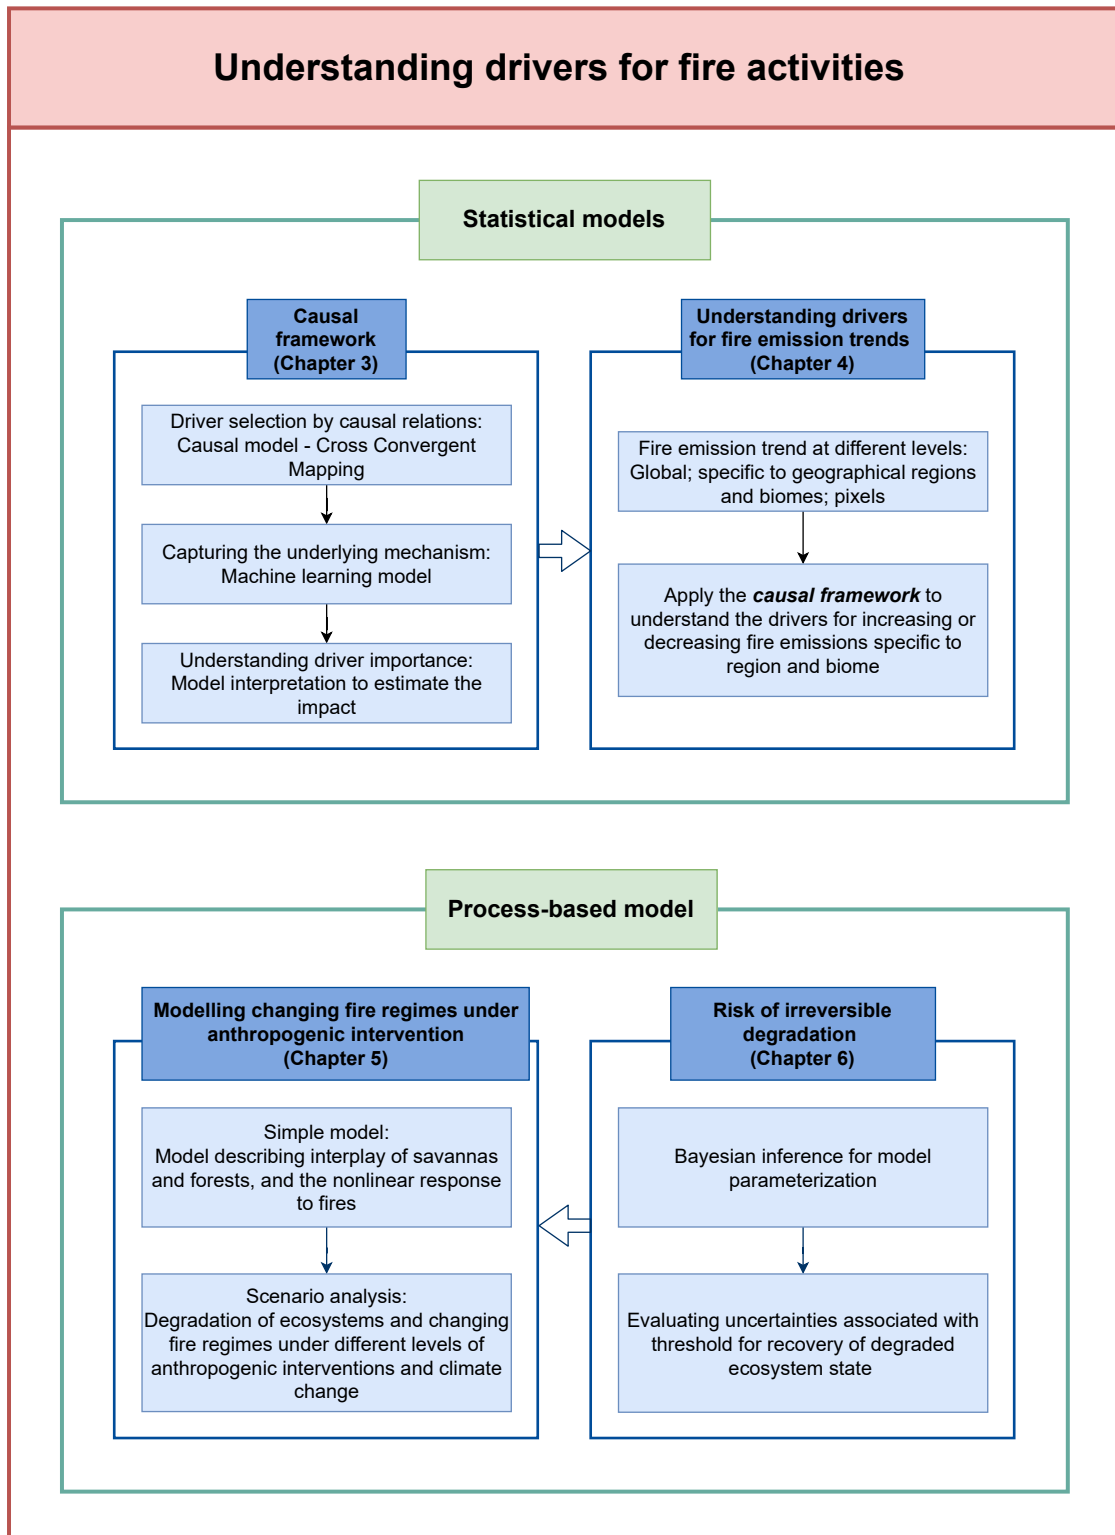 Understanding drivers for fire activities
Statistical models
Causal
framework
(Chapter 3)
Driver selection by causal relations:
Causal model - Cross Convergent
Mapping
Capturing the underlying mechanism:
Machine learning model
Understanding driver importance:
Model interpretation to estimate the
impact
Understanding drivers
for fire emission trends
(Chapter 4)
Fire emission trend at different levels:
Global; specific to geographical regions
and biomes; pixels
Apply the causal framework to
understand the drivers for increasing or
decreasing fire emissions specific to
region and biome
Process-based model
Modelling changing fire regimes under
anthropogenic intervention
(Chapter 5)
Simple model:
Model describing interplay of savannas
and forests, and the nonlinear response
to fires
Scenario analysis:
Degradation of ecosystems and changing
fire regimes under different levels of
anthropogenic interventions and climate
change
Risk of irreversible
degradation
(Chapter 6)
Bayesian inference for model
parameterization
Evaluating uncertainties associated with
threshold for recovery of degraded
ecosystem state